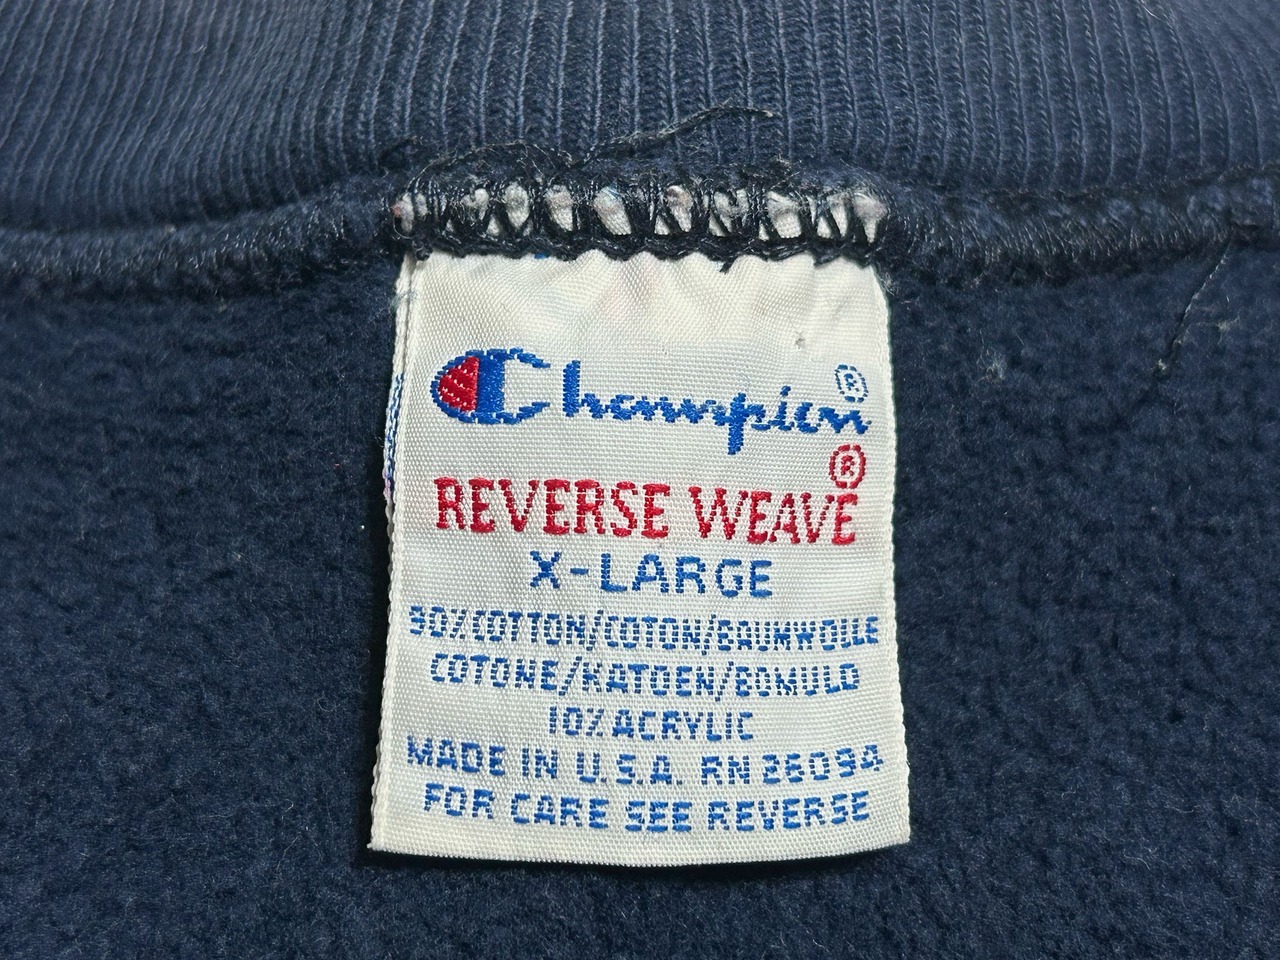 Champion®
REVERSE WEAVE®
X-LARGE
90% COTTON/COTON/BAUMWOLLE
COTONE/KATOEN/BOMULD
10% ACRYLIC
MADE IN U.S.A. RN 26094
FOR CARE SEE REVERSE